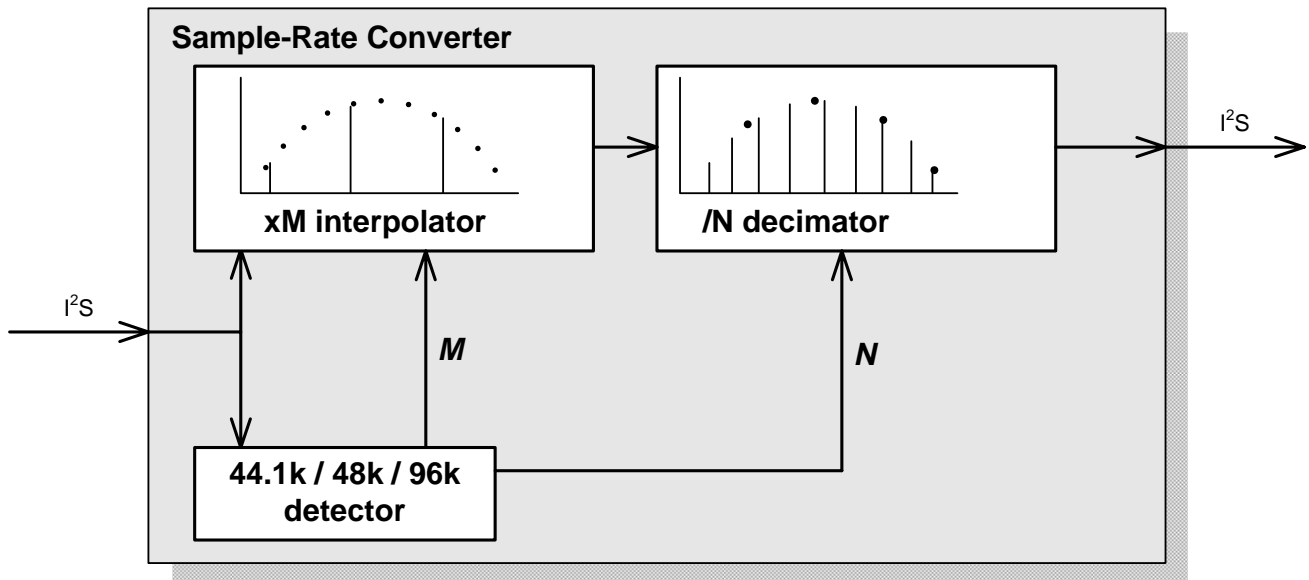 Sample-Rate Converter
xM interpolator
/N decimator
I²S
I²S
M
N
44.1k / 48k / 96k
detector